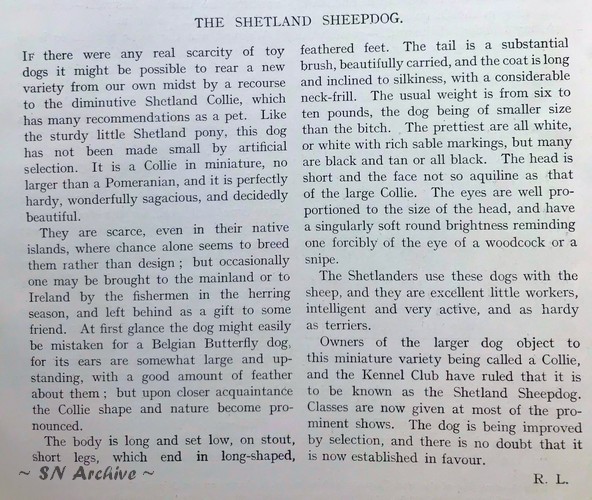 THE SHETLAND SHEEPDOG.
IF there were any real scarcity of toy
dogs it might be possible to rear a new
variety from our own midst by a recourse
to the diminutive Shetland Collie, which
has many recommendations as a pet. Like
the sturdy little Shetland pony, this dog
has not been made small by artificial
selection. It is a Collie in miniature, no
larger than a Pomeranian, and it is perfectly
hardy, wonderfully sagacious, and decidedly
beautiful.
They are scarce, even in their native
islands, where chance alone seems to breed
them rather than design; but occasionally
one may be brought to the mainland or to
Ireland by the fishermen in the herring
season, and left behind as a gift to some
friend. At first glance the dog might easily
be mistaken for a Belgian Butterfly dog,
for its ears are somewhat large and up-
standing, with a good amount of feather
about them; but upon closer acquaintance
the Collie shape and nature become pro-
nounced.
The body is long and set low, on stout,
short legs, which end in long-shaped,
feathered feet. The tail is a substantial
brush, beautifully carried, and the coat is long
and inclined to silkiness, with a considerable
neck-frill. The usual weight is from six to
ten pounds, the dog being of smaller size
than the bitch. The prettiest are all white,
or white with rich sable markings, but many
are black and tan or all black. The head is
short and the face not so aquiline as that
of the large Collie. The eyes are well pro-
portioned to the size of the head, and have
a singularly soft round brightness reminding
one forcibly of the eye of a woodcock or a
snipe.
The Shetlanders use these dogs with the
sheep, and they are excellent little workers,
intelligent and very active, and as hardy
as terriers.
Owners of the larger dog object to
this miniature variety being called a Collie,
and the Kennel Club have ruled that it is
to be known as the Shetland Sheepdog.
Classes are now given at most of the pro-
minent shows. The dog is being improved
by selection, and there is no doubt that it
is now established in favour.
R. L.
~ SN Archive ~